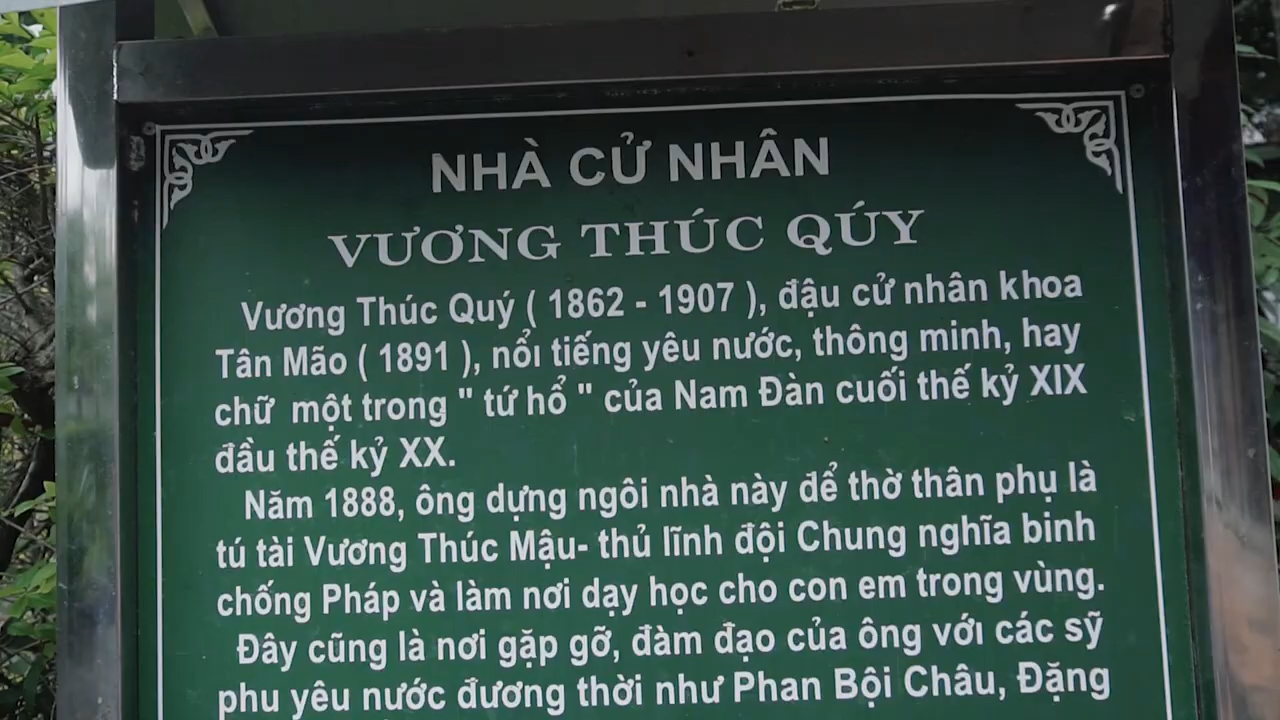 NHÀ CỬ NHÂN
VƯƠNG THÚC QÚY
Vương Thúc Quý ( 1862 - 1907 ), đậu cử nhân khoa
Tân Mão ( 1891 ), nổi tiếng yêu nước, thông minh, hay
chữ một trong " tứ hổ " của Nam Đàn cuối thế kỷ XIX
đầu thế kỷ XX.
Năm 1888, ông dựng ngôi nhà này để thờ thân phụ là
tú tài Vương Thúc Mậu- thủ lĩnh đội Chung nghĩa binh
chống Pháp và làm nơi dạy học cho con em trong vùng.
Đây cũng là nơi gặp gỡ, đàm đạo của ông với các sỹ
phu yêu nước đương thời như Phan Bội Châu, Đặng